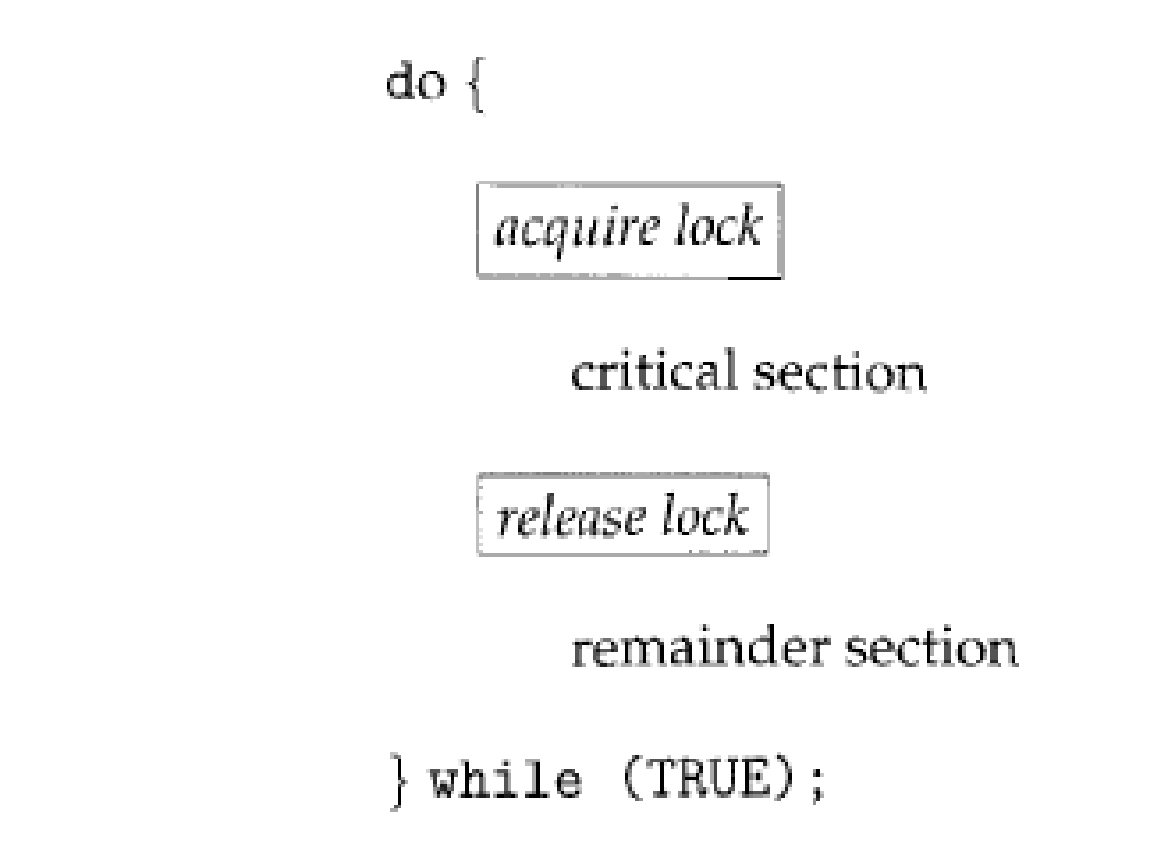 do {
acquire lock
critical section
release lock
remainder section
} while (TRUE);